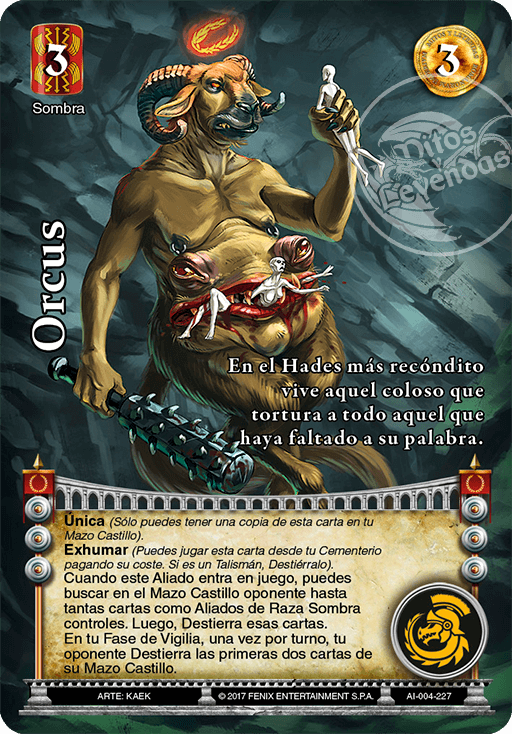 3
Sombra
3
Mitos y
Leyendas
Orcus
En el Hades más recóndito
vive aquel coloso que
tortura a todo aquel que
haya faltado a su palabra.
Única (Sólo puedes tener una copia de esta carta en tu
Mazo Castillo).
Exhumar (Puedes jugar esta carta desde tu Cementerio
pagando su coste. Si es un Talismán, Destiérralo).
Cuando este Aliado entra en juego, puedes
buscar en el Mazo Castillo oponente hasta
tantas cartas como Aliados de Raza Sombra
controles. Luego, Destierra esas cartas.
En tu Fase de Vigilia, una vez por turno, tu
oponente Destierra las primeras dos cartas de
su Mazo Castillo.
ARTE: KAEK
© 2017 FENIX ENTERTAINMENT S.P.A.
AI-004-227